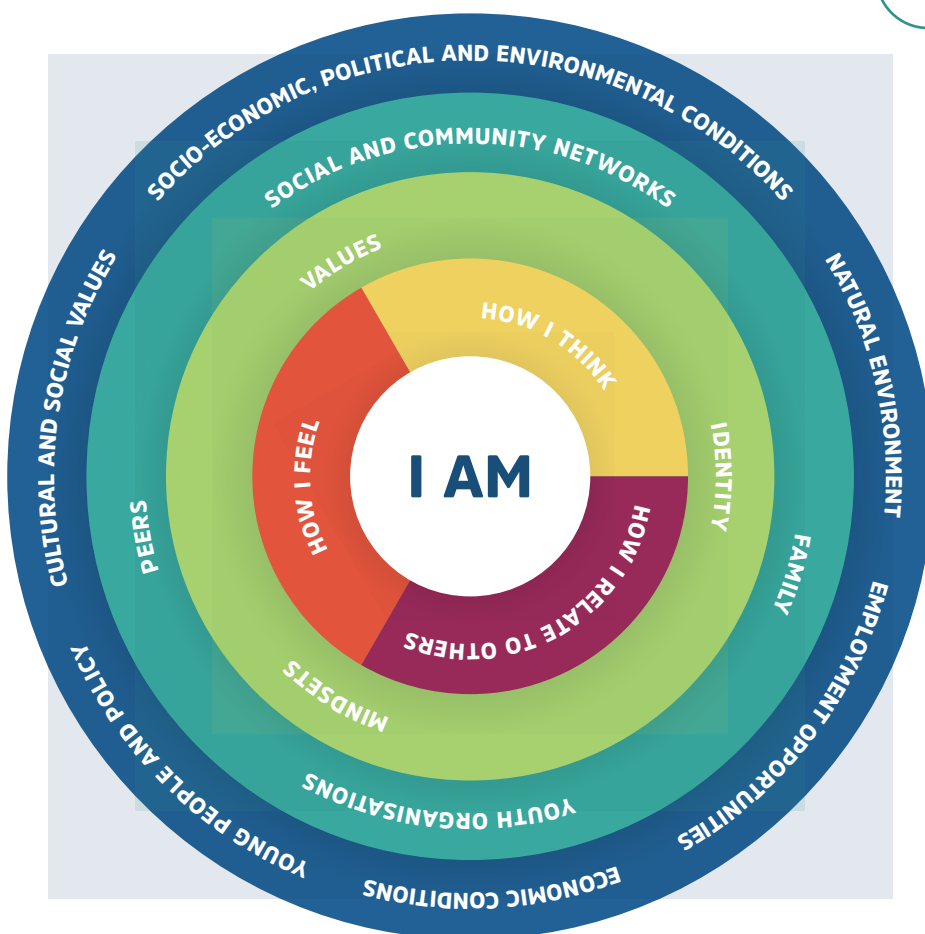 SOCIO-ECONOMIC, POLITICAL AND ENVIRONMENTAL CONDITIONS
NATURAL ENVIRONMENT
EMPLOYMENT OPPORTUNITIES
ECONOMIC CONDITIONS
YOUNG PEOPLE AND POLICY
CULTURAL AND SOCIAL VALUES
SOCIAL AND COMMUNITY NETWORKS
FAMILY
YOUTH ORGANISATIONS
PEERS
VALUES
IDENTITY
MINDSETS
HOW I THINK
HOW I RELATE TO OTHERS
HOW I FEEL
I AM